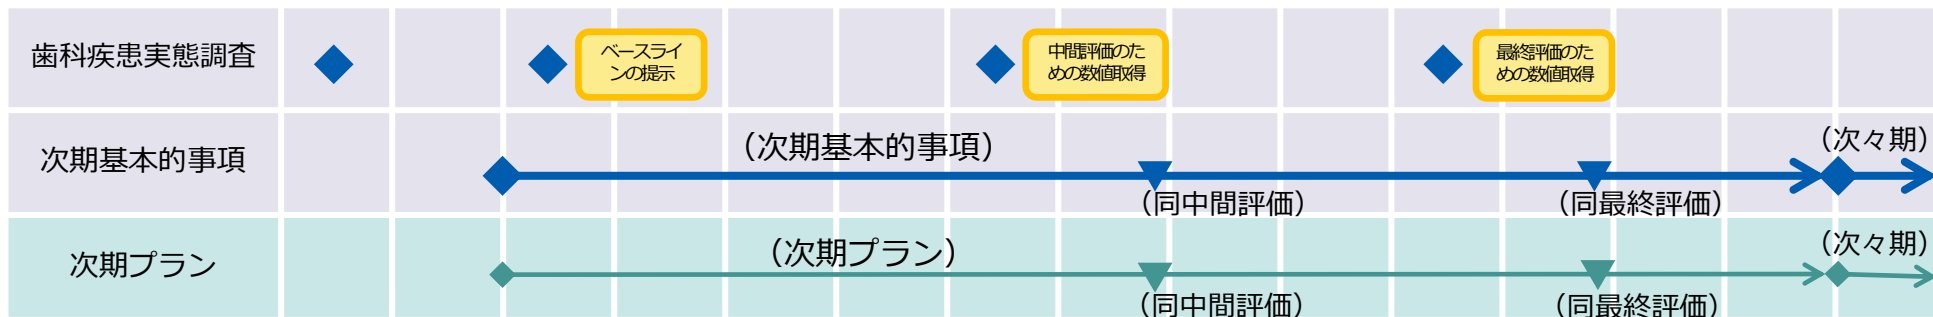 歯科疾患実態調査
ベースライ
ンの提示
中間評価のた
めの数値取得
最終評価のた
めの数値取得
次期基本的事項
（次期基本的事項）
（次々期）
（同中間評価）
（同最終評価）
次期プラン
（次期プラン）
（次々期）
（同中間評価）
（同最終評価）